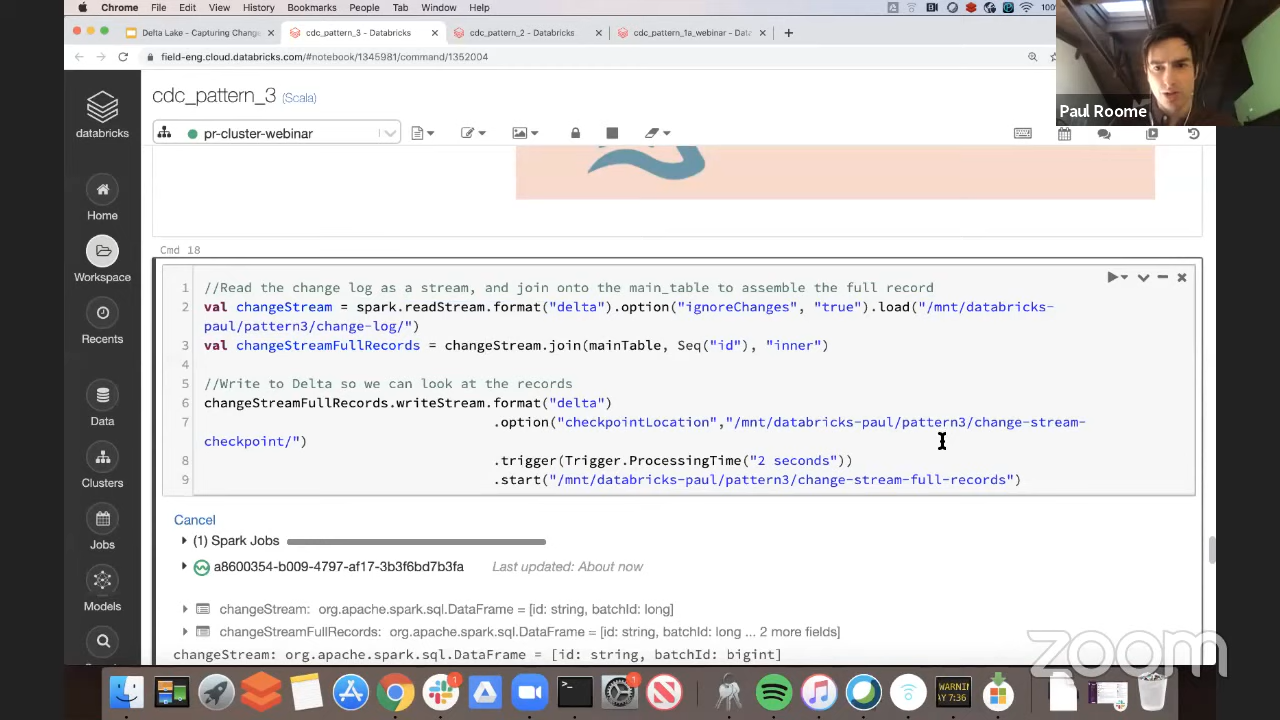 Chrome File Edit View History Bookmarks People Tab Window Help
Delta Lake - Capturing Chang
cdc_pattern_3 - Databricks
cdc_pattern_2 - Databricks
cdc_pattern_1a_webinar - Dat
field-eng.cloud.databricks.com/#notebook/1345981/command/1352004
Paul Roome
databricks
cdc_pattern_3 (Scala)
pr-cluster-webinar
Home
Workspace
Recents
Data
Clusters
Jobs
Models
Cmd 18
1 //Read the change log as a stream, and join onto the main_table to assemble the full record
2 val changeStream = spark.readStream.format("delta").option("ignoreChanges", "true").load("/mnt/databricks-
paul/pattern3/change-log/")
3 val changeStreamFullRecords = changeStream.join(mainTable, Seq("id"), "inner")
4
5 //Write to Delta so we can look at the records
6 changeStreamFullRecords.writeStream.format("delta")
7 .option("checkpointLocation","/mnt/databricks-paul/pattern3/change-stream-
checkpoint/")
8 .trigger(Trigger.ProcessingTime("2 seconds"))
9 .start("/mnt/databricks-paul/pattern3/change-stream-full-records")
Cancel
(1) Spark Jobs
a8600354-b009-4797-af17-3b3f6bd7b3fa Last updated: About now
changeStream: org.apache.spark.sql.DataFrame = [id: string, batchId: long]
changeStreamFullRecords: org.apache.spark.sql.DataFrame = [id: string, batchId: long ... 2 more fields]
changeStream: org.apache.spark.sql.DataFrame = [id: string, batchId: bigint]
zoom
1
1
WARNIN
AY 7:36